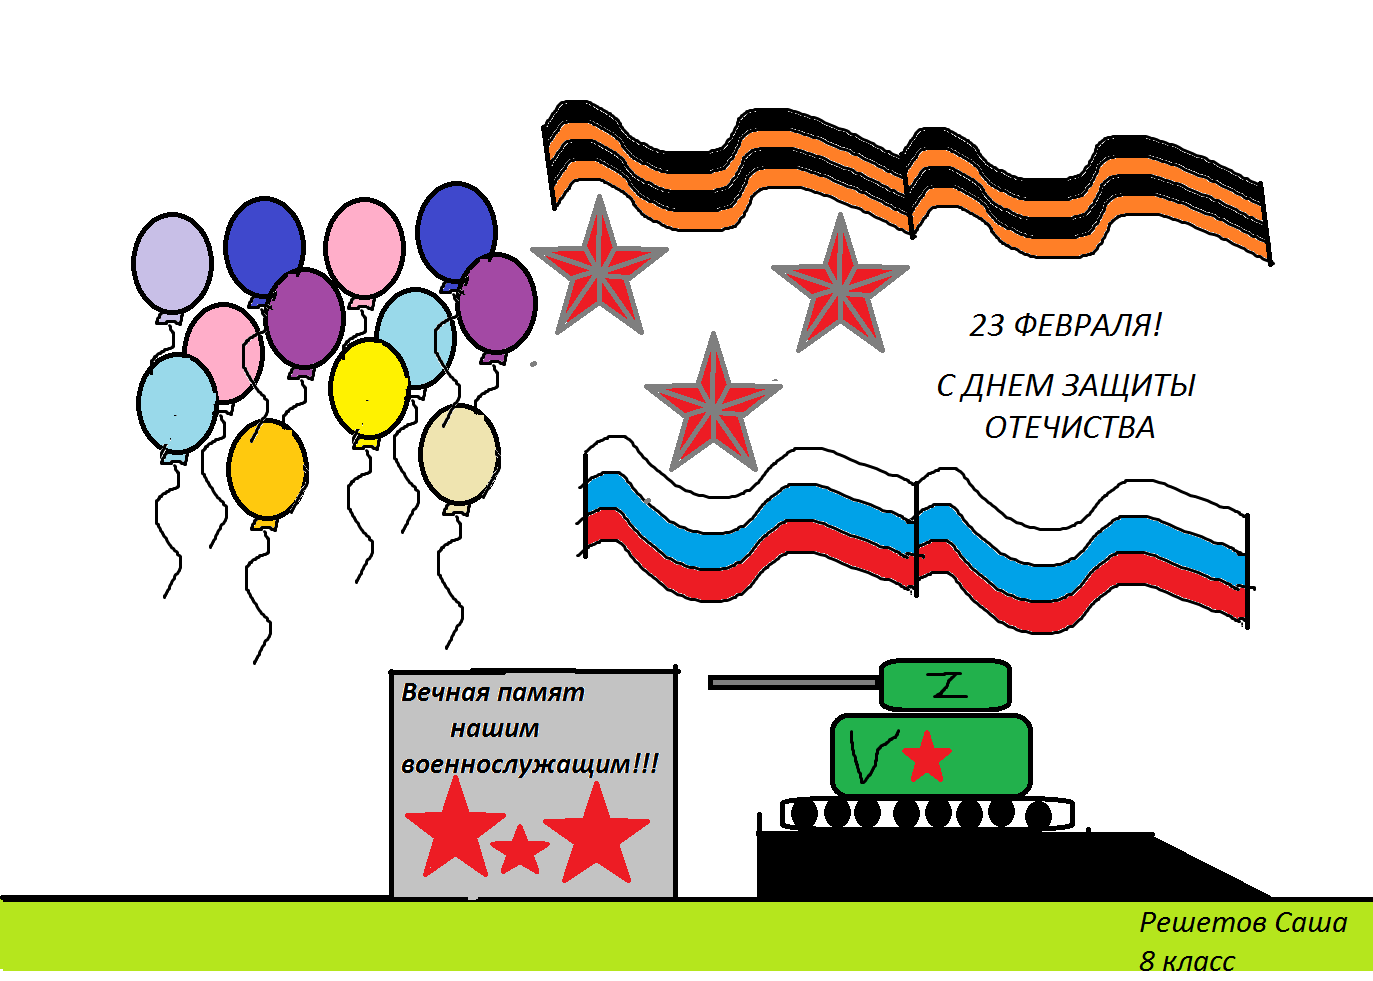 23 ФЕВРАЛЯ!
С ДНЕМ ЗАЩИТЫ
ОТЕЧИСТВА
Вечная памят
нашим
военнослужащим!!!
Z
V
Решетов Саша
8 класс